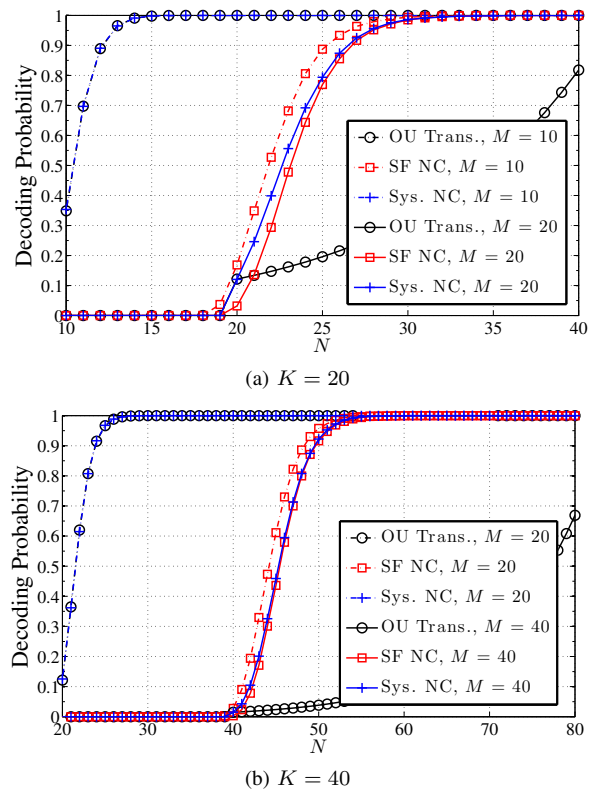 1
0.9
0.8
0.7
0.6
0.5
0.4
0.3
0.2
0.1
0
Decoding Probability
OU Trans., M = 10
SF NC, M = 10
Sys. NC, M = 10
OU Trans., M = 20
SF NC, M = 20
Sys. NC, M = 20
10 15 20 25 30 35 40
N
(a) K = 20
1
0.9
0.8
0.7
0.6
0.5
0.4
0.3
0.2
0.1
0
Decoding Probability
OU Trans., M = 20
SF NC, M = 20
Sys. NC, M = 20
OU Trans., M = 40
SF NC, M = 40
Sys. NC, M = 40
20 30 40 50 60 70 80
N
(b) K = 40